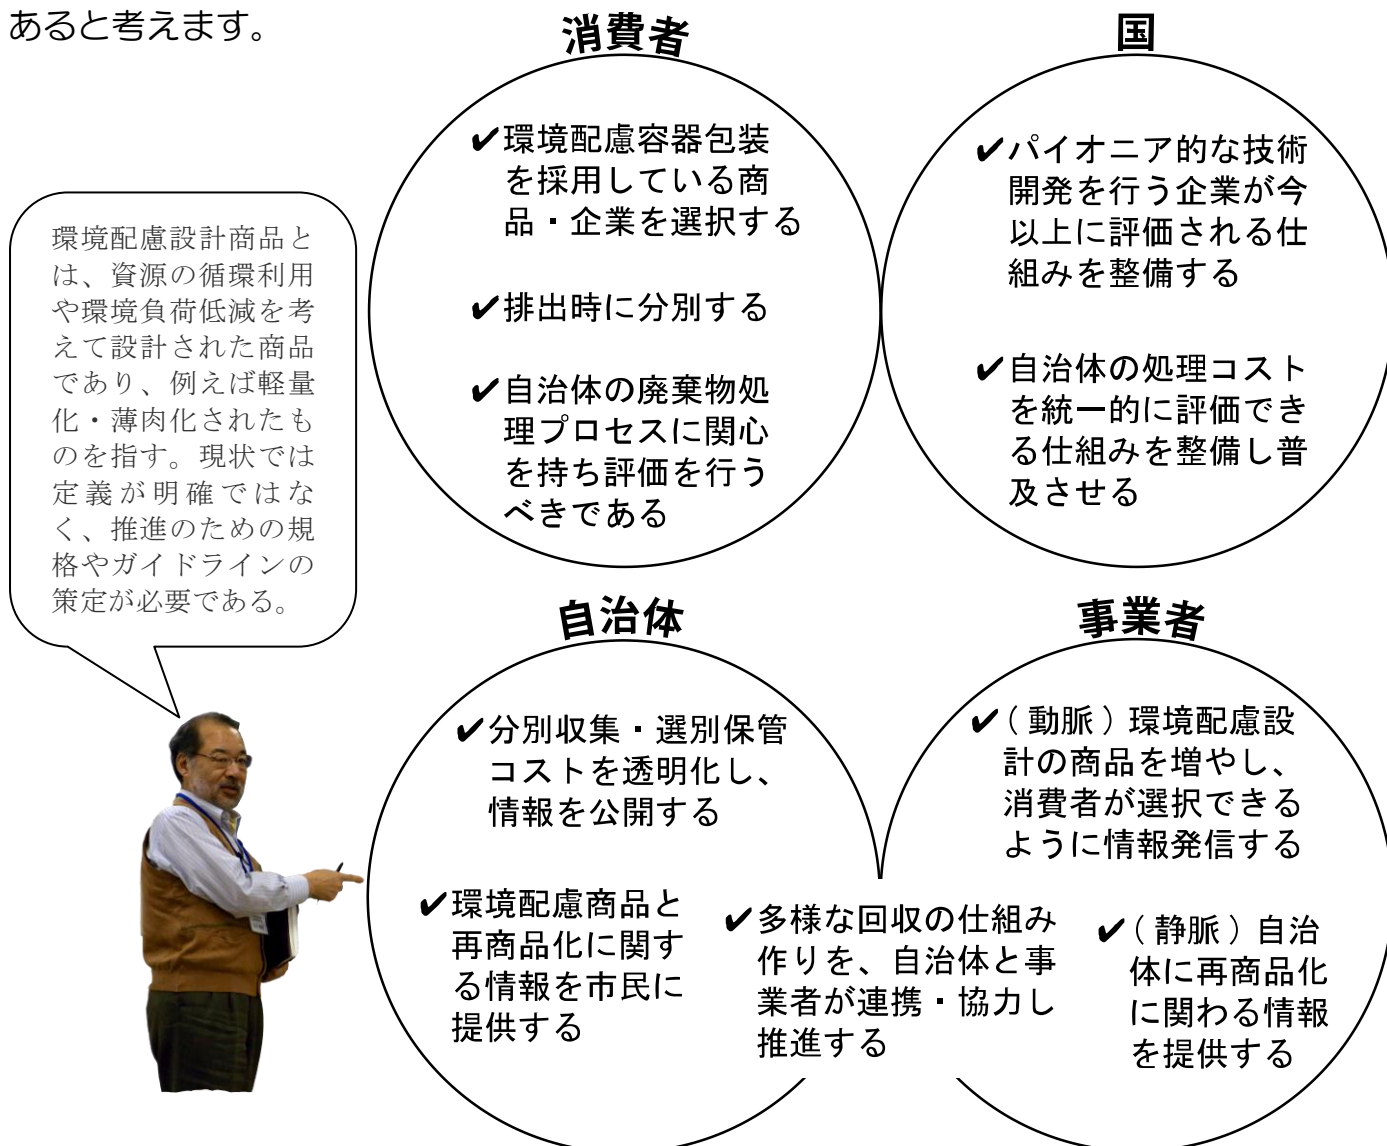 あると考えます。
消費者
✔環境配慮容器包装
を採用している商
品・企業を選択する
✔排出時に分別する
✔自治体の廃棄物処
理プロセスに関心
を持ち評価を行う
べきである
国
✔パイオニア的な技術
開発を行う企業が今
以上に評価される仕
組みを整備する
✔自治体の処理コスト
を統一的に評価でき
る仕組みを整備し普
及させる
環境配慮設計商品と
は、資源の循環利用
や環境負荷低減を考
えて設計された商品
であり、例えば軽量
化・薄肉化されたも
のを指す。現状では
定義が明確ではな
く、推進のための規
格やガイドラインの
策定が必要である。
自治体
✔分別収集・選別保管
コストを透明化し、
情報を公開する
✔環境配慮商品と
再商品化に関す
る情報を市民に
提供する
✔多様な回収の仕組み
作りを、自治体と事
業者が連携・協力し
推進する
事業者
✔(動脈)環境配慮設
計の商品を増やし、
消費者が選択できる
ように情報発信する
✔(静脈)自治
体に再商品化
に関わる情報
を提供する